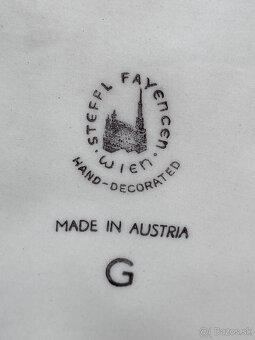 STEFFL FAYENCEN
· WIEN ·
HAND-DECORATED
MADE IN AUSTRIA
G
Bazos.sk